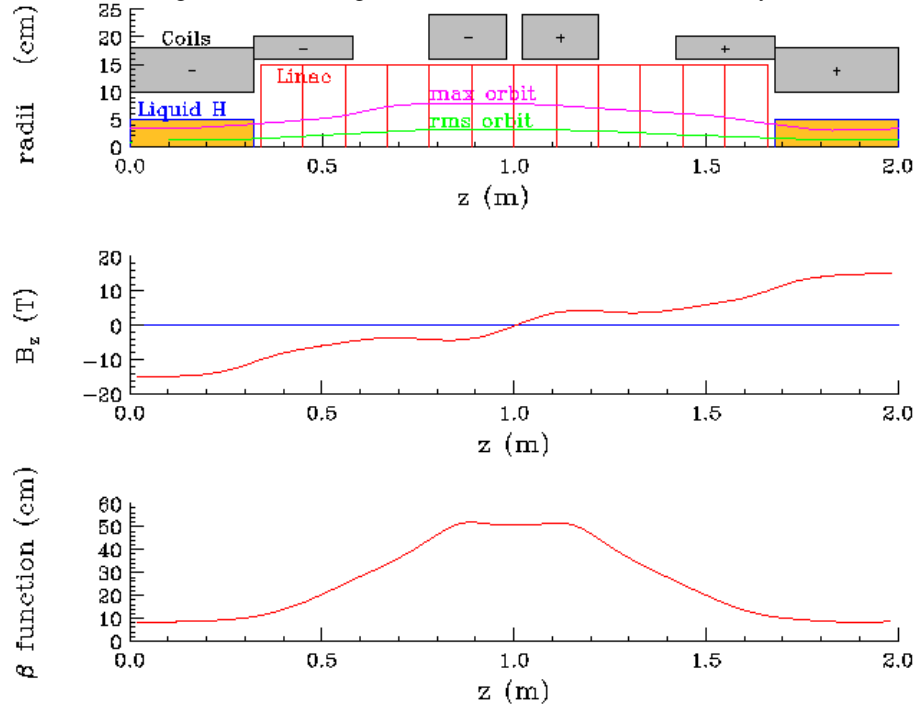 25
20
15
10
5
0
radii (cm)
Coils
-
-
-
+
+
+
Linac
max orbit
Liquid H
rms orbit
0.0 0.5 1.0 1.5 2.0
z (m)
20
10
0
-10
-20
B_z (T)
0.0 0.5 1.0 1.5 2.0
z (m)
60
50
40
30
20
10
0
β function (cm)
0.0 0.5 1.0 1.5 2.0
z (m)